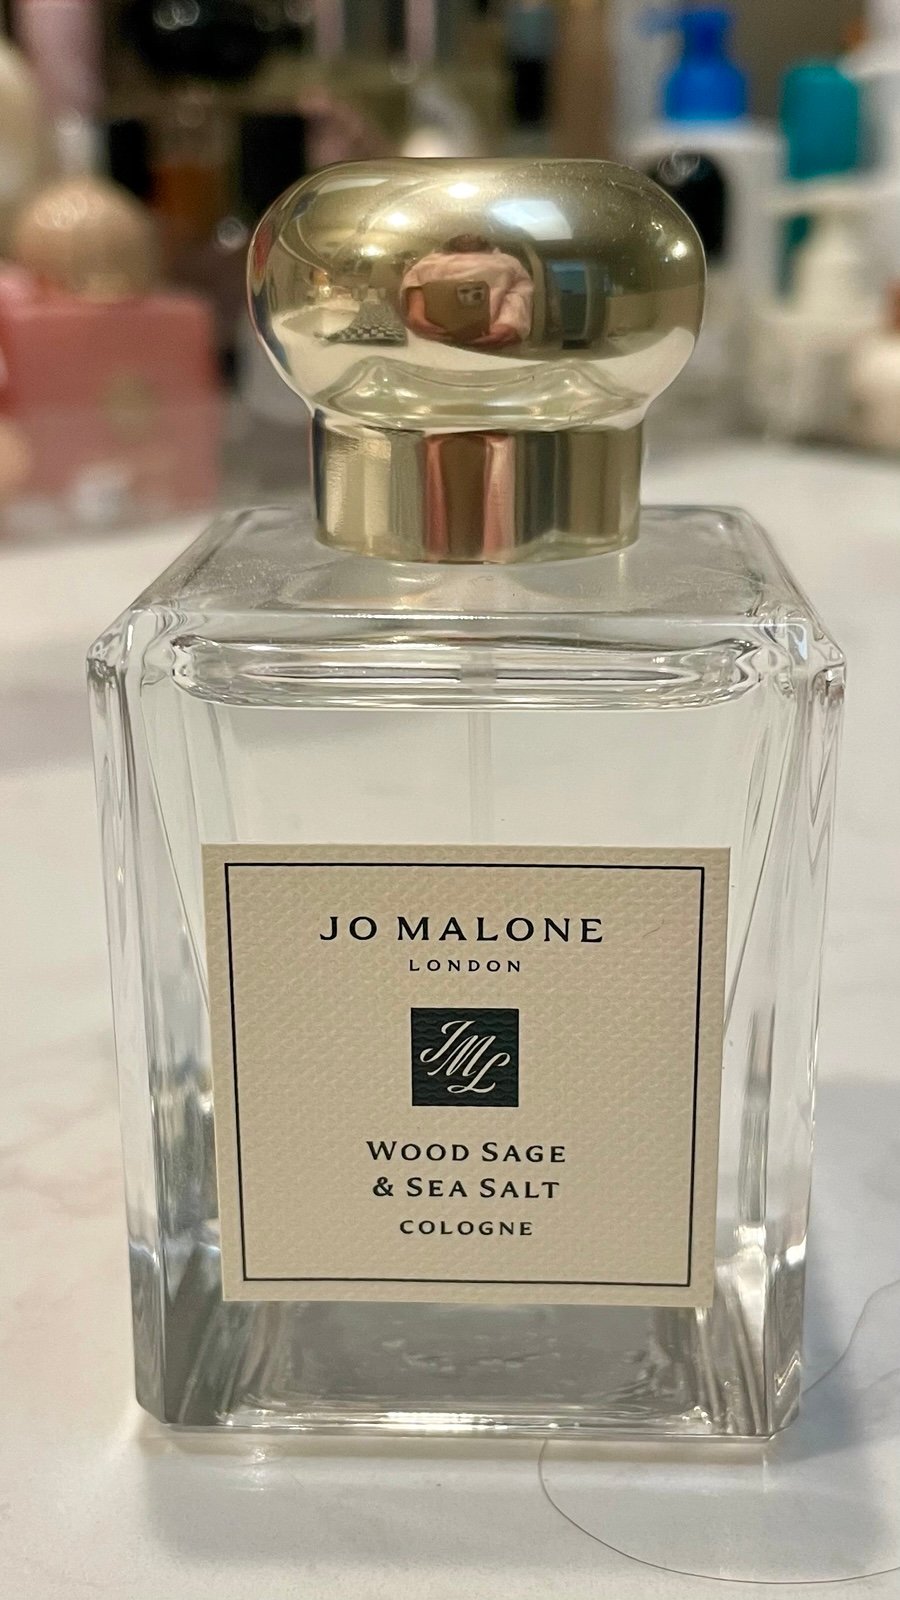 JO MALONE
LONDON
JML
WOOD SAGE
& SEA SALT
COLOGNE